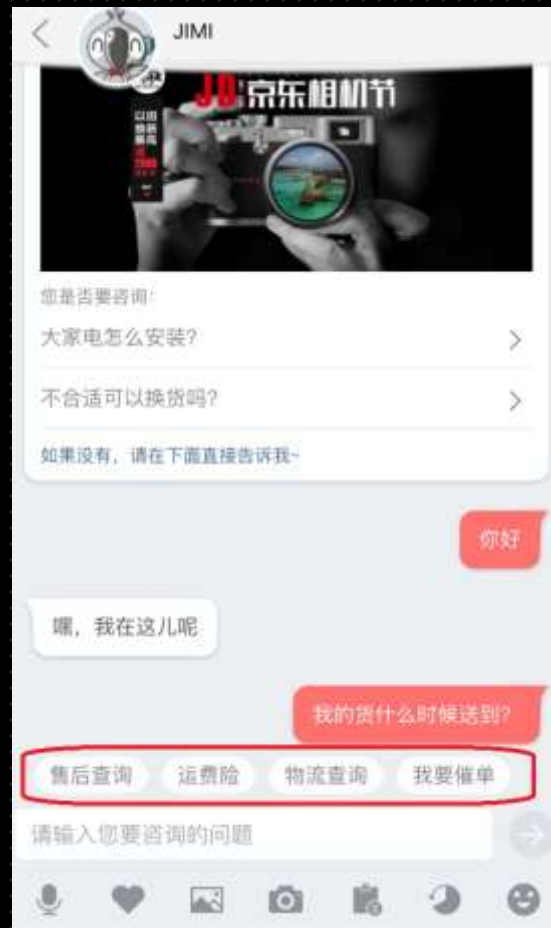 JIMI
JD 京东相机节
您是否要咨询:
大家电怎么安装?
不合适可以换货吗?
如果没有，请在下面直接告诉我~
你好
嘿，我在这儿呢
我的货什么时候送到?
售后查询 运费险 物流查询 我要催单
请输入您要咨询的问题